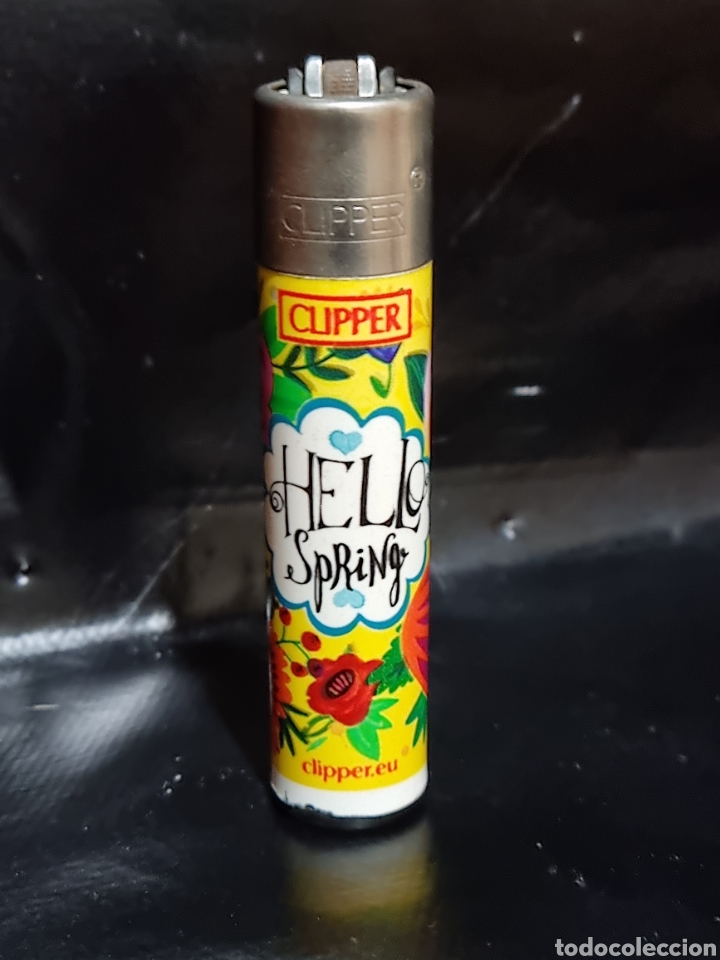 CLIPPER
®
CLIPPER
HELLO
SPRiNg
clipper.eu
todocoleccion